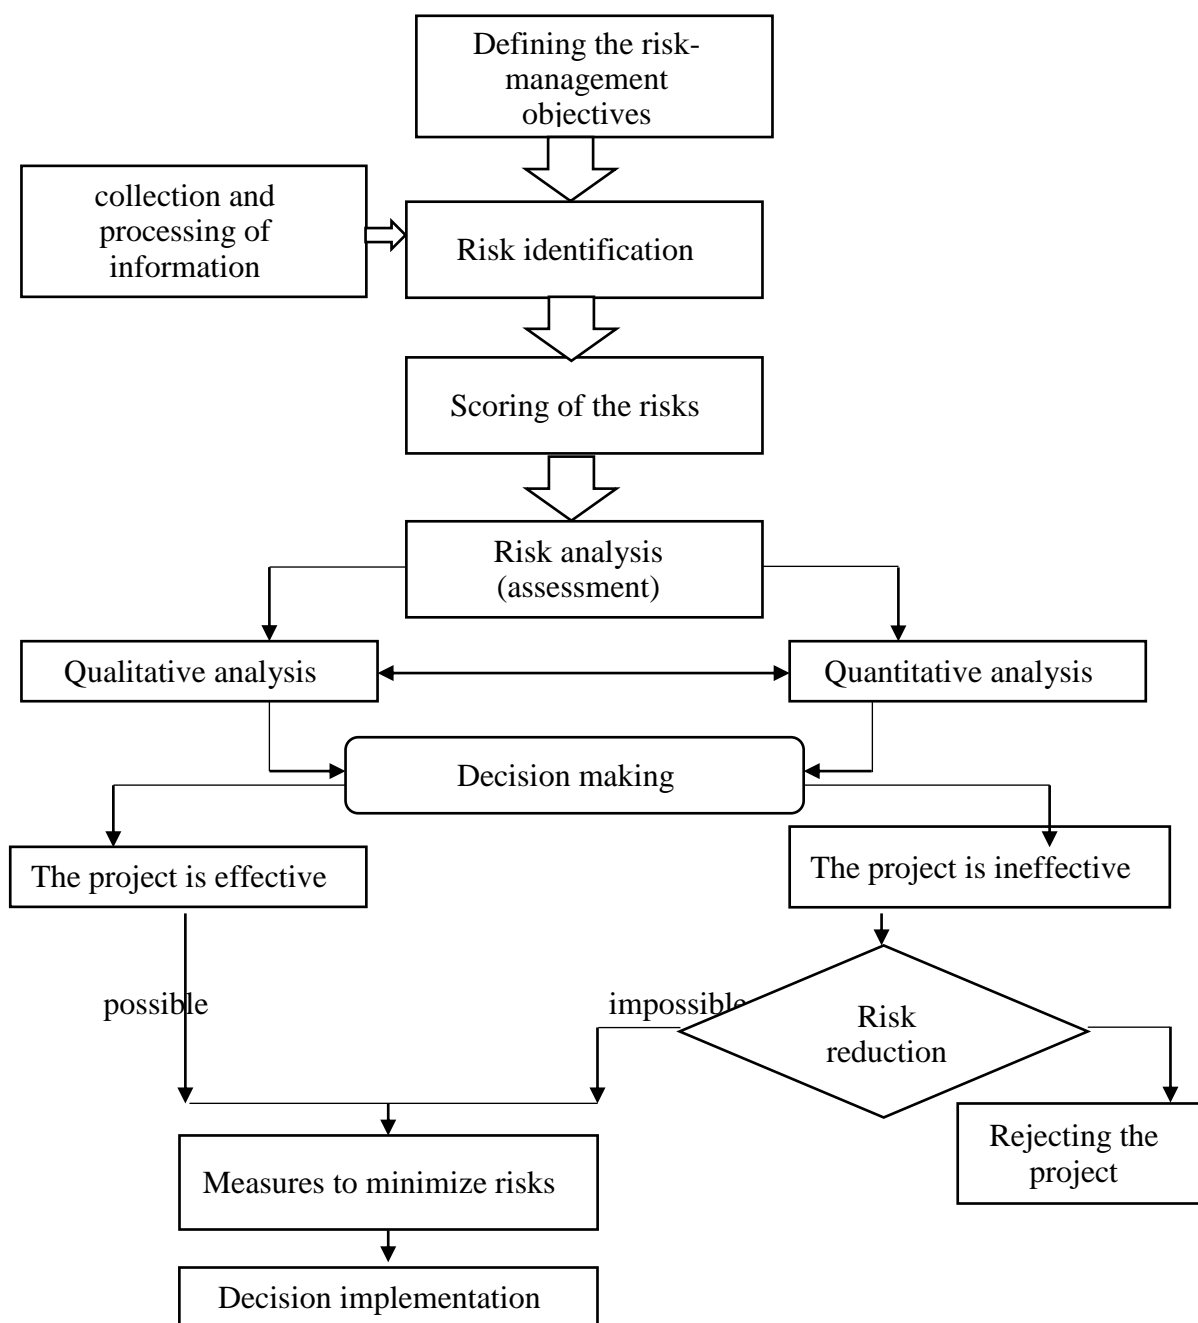 Defining the risk-
management
objectives
collection and
processing of
information
Risk identification
Scoring of the risks
Risk analysis
(assessment)
Qualitative analysis
Quantitative analysis
Decision making
The project is effective
The project is ineffective
possible
impossible
Risk
reduction
Rejecting the
project
Measures to minimize risks
Decision implementation